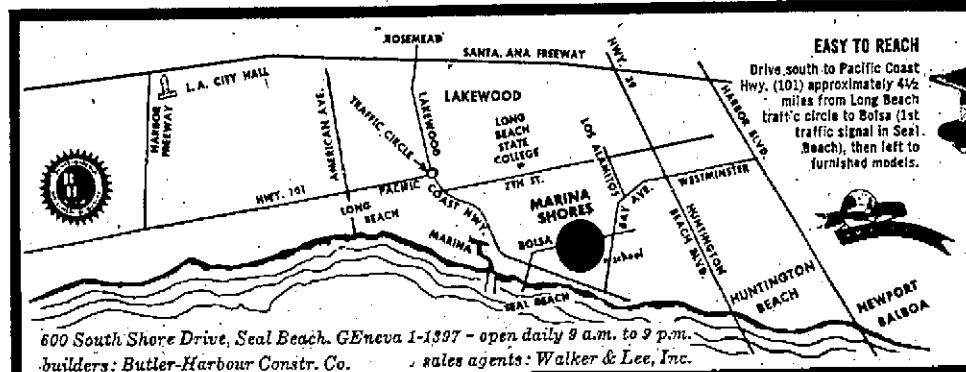 ROSEMEAD
SANTA ANA FREEWAY
HWY. 39
L.A. CITY HALL
HARBOR FREEWAY
AMERICAN AVE.
TRAFFIC CIRCLE
LAKEWOOD
LAKEWOOD
LONG
BEACH
STATE
COLLEGE
LOS ALAMITOS
HARBOR BLVD.
EASY TO REACH
Drive south to Pacific Coast
Hwy. (101) approximately 4½
miles from Long Beach
traffic circle to Bolsa (1st
traffic signal in Seal
Beach), then left to
furnished models.
HWY. 101
PACIFIC COAST HWY.
7TH ST.
WESTMINSTER
BAY AVE.
LONG
BEACH
MARINA
SHORES
MARINA
BOLSA
school
HUNTINGTON
BEACH BLVD.
SEAL BEACH
HUNTINGTON
BEACH
NEWPORT
BALBOA
600 South Shore Drive, Seal Beach. GEneva 1-1397 - open daily 9 a.m. to 9 p.m.
builders: Butler-Harbour Constr. Co.
sales agents: Walker & Lee, Inc.